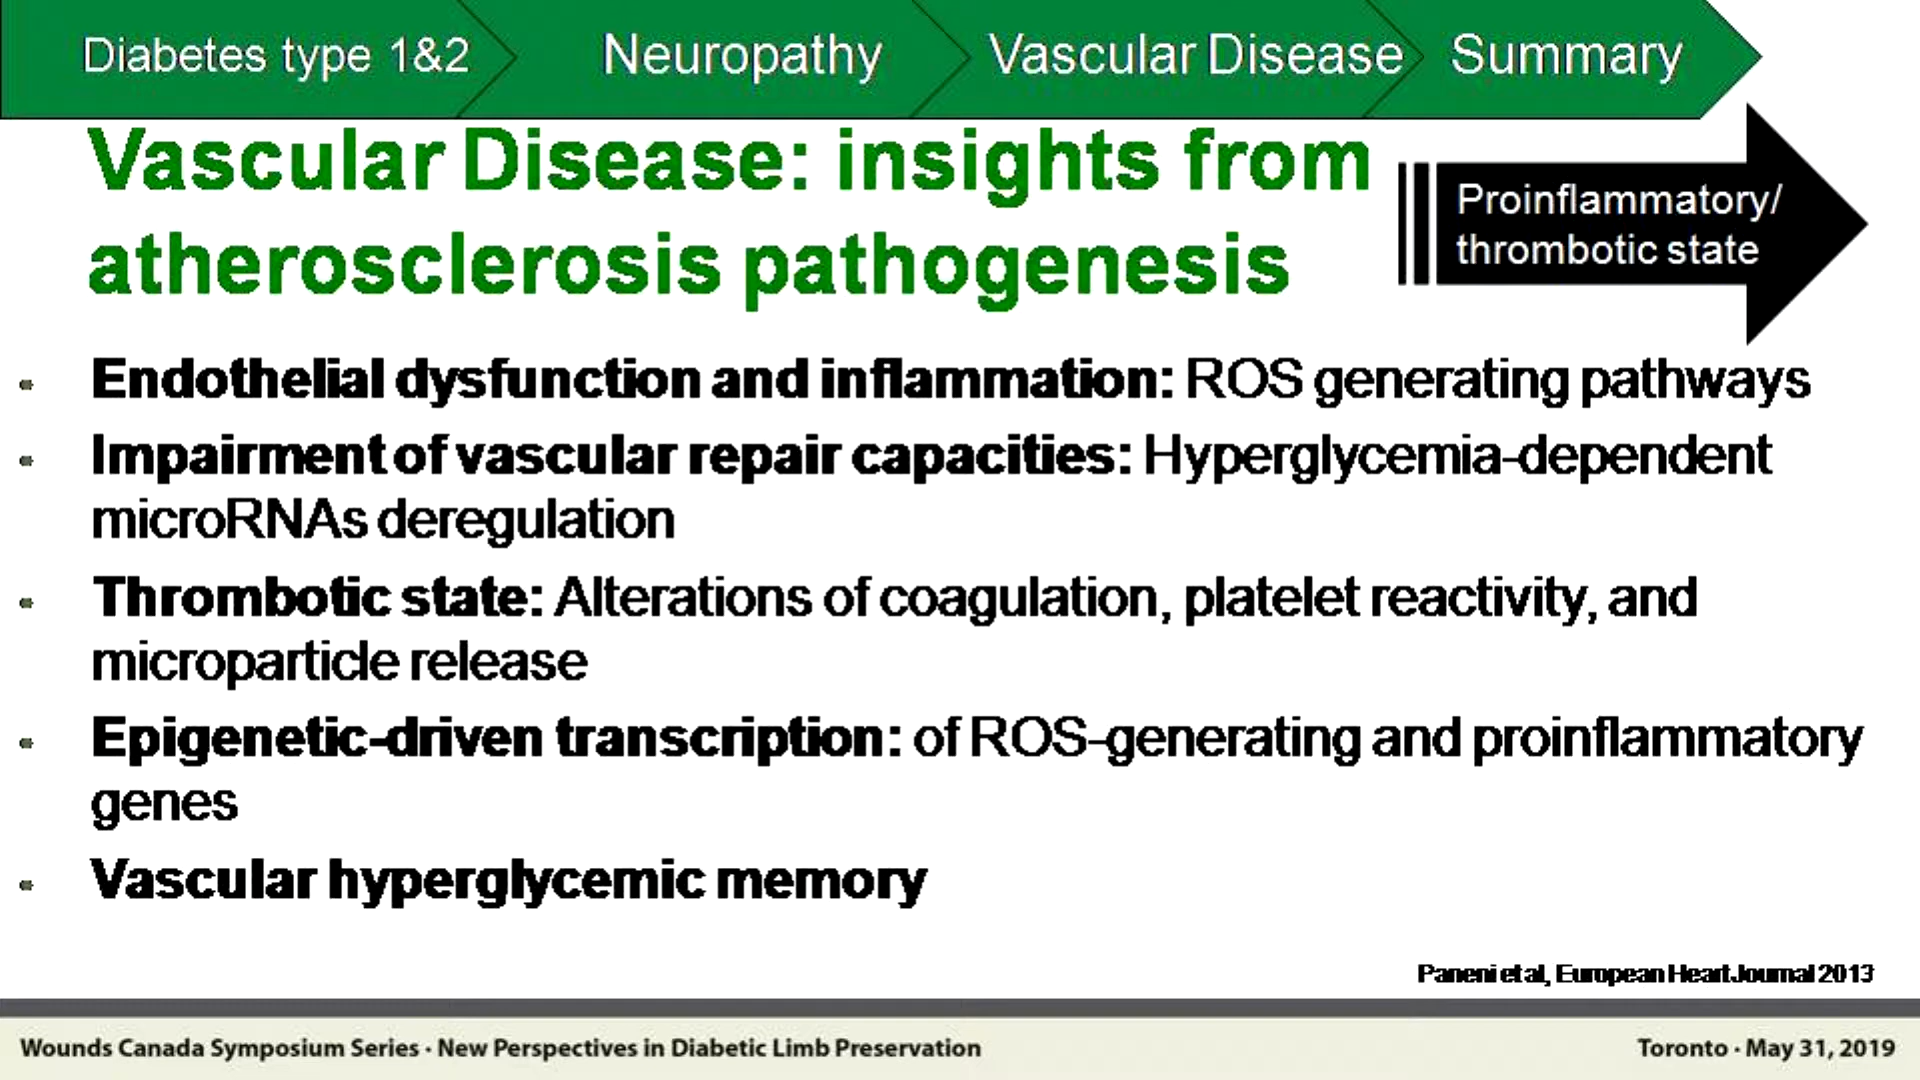 Diabetes type 1&2 Neuropathy Vascular Disease Summary
Vascular Disease: insights from
atherosclerosis pathogenesis
Proinflammatory/
thrombotic state
Endothelial dysfunction and inflammation: ROS generating pathways
Impairment of vascular repair capacities: Hyperglycemia-dependent
microRNAs deregulation
Thrombotic state: Alterations of coagulation, platelet reactivity, and
microparticle release
Epigenetic-driven transcription: of ROS-generating and proinflammatory
genes
Vascular hyperglycemic memory
Paneni et al, European Heart Journal 2013
Wounds Canada Symposium Series · New Perspectives in Diabetic Limb Preservation
Toronto · May 31, 2019